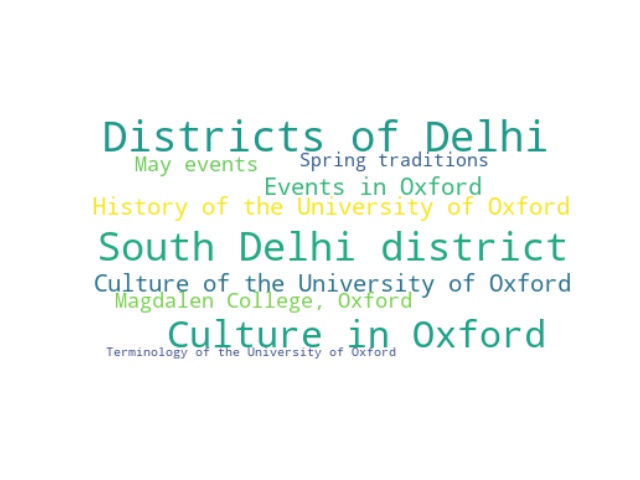 Districts of Delhi
May events
Spring traditions
Events in Oxford
History of the University of Oxford
South Delhi district
Culture of the University of Oxford
Magdalen College, Oxford
Culture in Oxford
Terminology of the University of Oxford